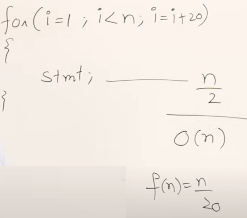 for(i=1 ; i<n; i=i+20)
{
stmt; ——— n/2
}
O(n)
f(n)=n/20